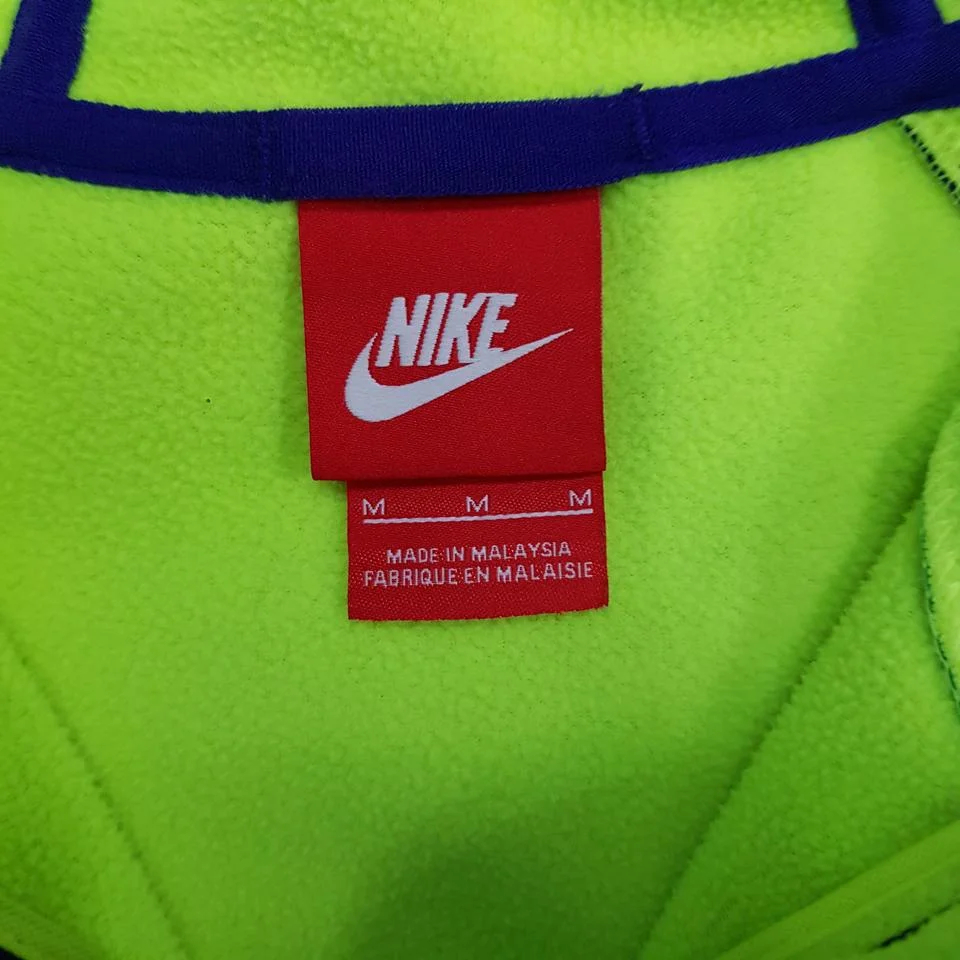 NIKE
M M M
MADE IN MALAYSIA
FABRIQUE EN MALAISIE